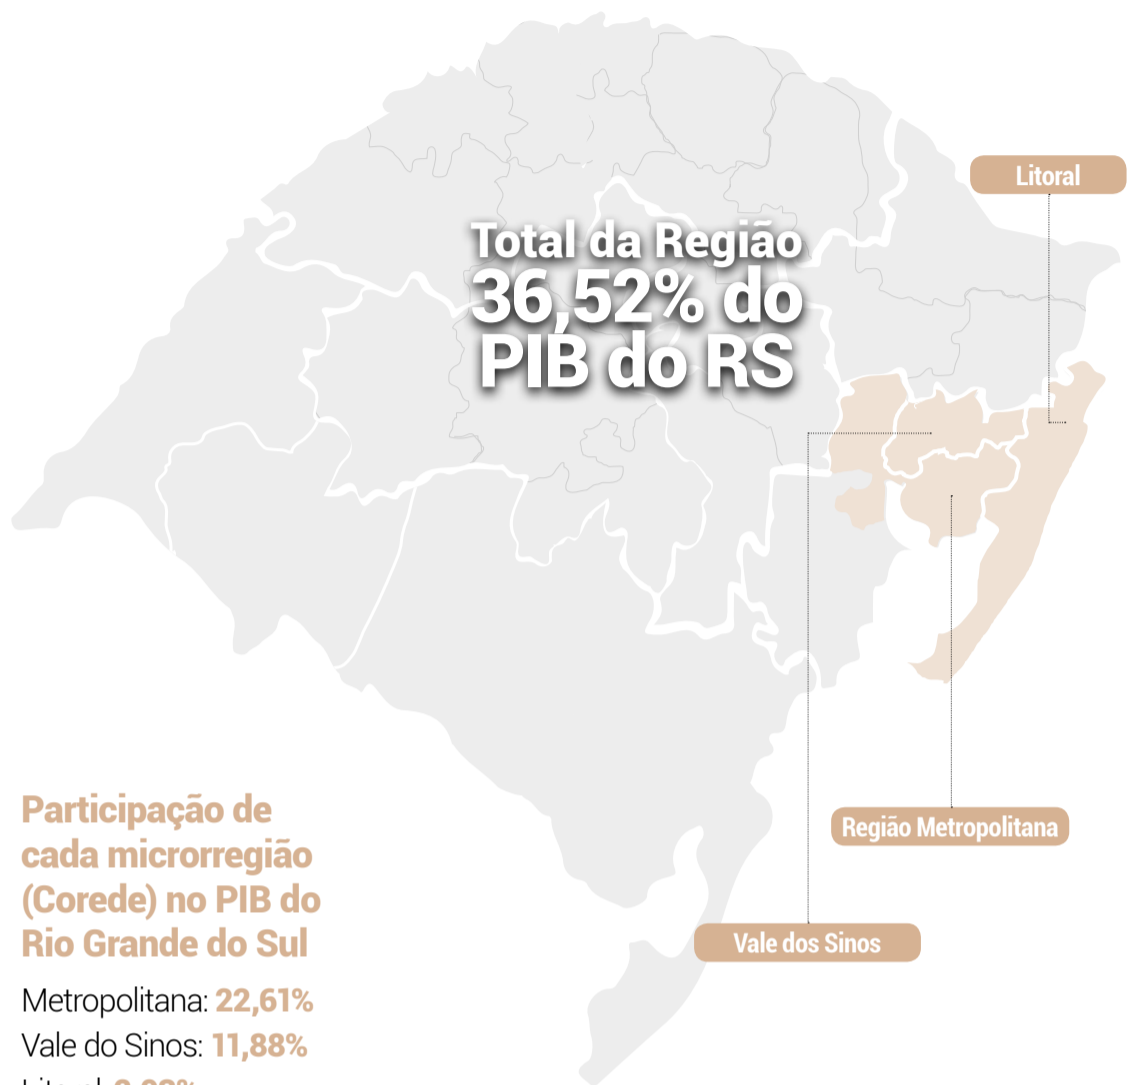 Litoral
Total da Região
36,52% do
PIB do RS
Região Metropolitana
Vale dos Sinos
Participação de
cada microrregião
(Corede) no PIB do
Rio Grande do Sul
Metropolitana: 22,61%
Vale do Sinos: 11,88%